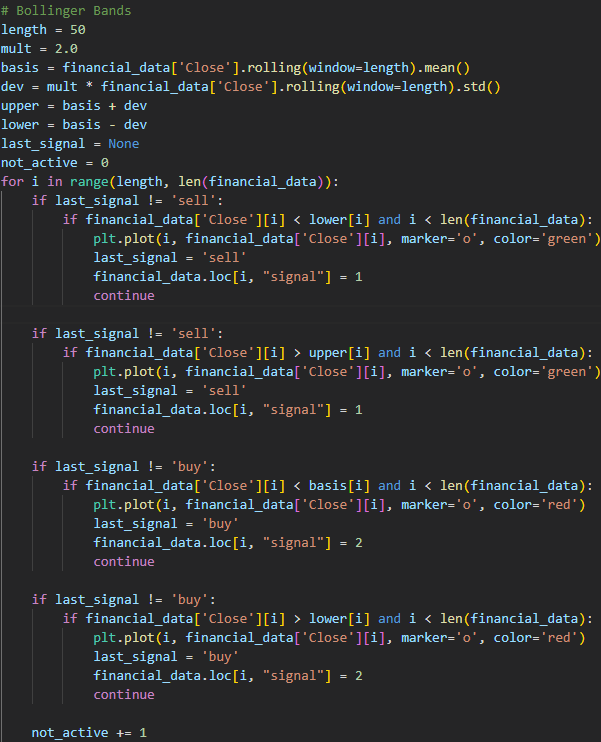 # Bollinger Bands
length = 50
mult = 2.0
basis = financial_data['Close'].rolling(window=length).mean()
dev = mult * financial_data['Close'].rolling(window=length).std()
upper = basis + dev
lower = basis - dev
last_signal = None
not_active = 0
for i in range(length, len(financial_data)):
    if last_signal != 'sell':
        if financial_data['Close'][i] < lower[i] and i < len(financial_data):
            plt.plot(i, financial_data['Close'][i], marker='o', color='green')
            last_signal = 'sell'
            financial_data.loc[i, "signal"] = 1
            continue
    if last_signal != 'sell':
        if financial_data['Close'][i] > upper[i] and i < len(financial_data):
            plt.plot(i, financial_data['Close'][i], marker='o', color='green')
            last_signal = 'sell'
            financial_data.loc[i, "signal"] = 1
            continue
    if last_signal != 'buy':
        if financial_data['Close'][i] < basis[i] and i < len(financial_data):
            plt.plot(i, financial_data['Close'][i], marker='o', color='red')
            last_signal = 'buy'
            financial_data.loc[i, "signal"] = 2
            continue
    if last_signal != 'buy':
        if financial_data['Close'][i] > lower[i] and i < len(financial_data):
            plt.plot(i, financial_data['Close'][i], marker='o', color='red')
            last_signal = 'buy'
            financial_data.loc[i, "signal"] = 2
            continue
    not_active += 1